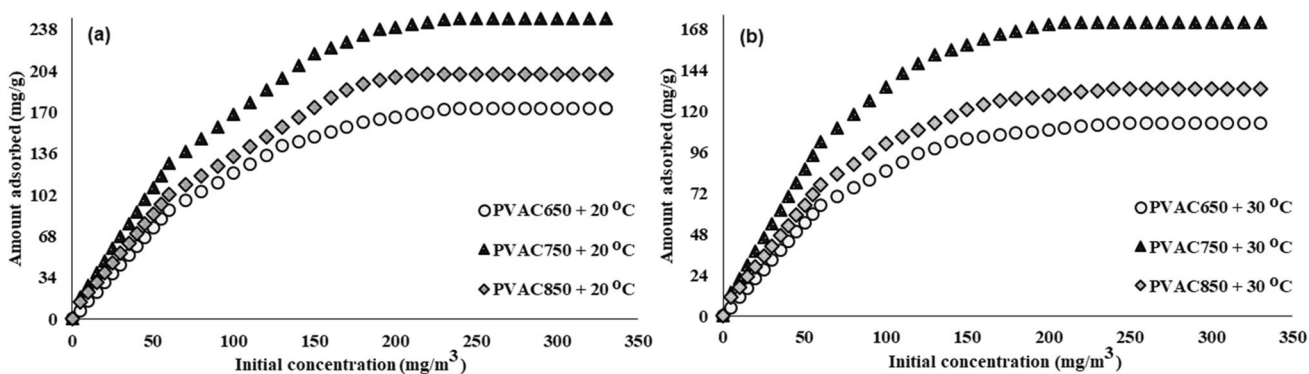 (a)
Amount adsorbed (mg/g)
238
204
170
136
102
68
34
0
0 50 100 150 200 250 300 350
Initial concentration (mg/m³)
PVAC650 + 20 ⁰C
PVAC750 + 20 ⁰C
PVAC850 + 20 ⁰C
(b)
Amount adsorbed (mg/g)
168
144
120
96
72
48
24
0
0 50 100 150 200 250 300 350
Initial concentration (mg/m³)
PVAC650 + 30 ⁰C
PVAC750 + 30 ⁰C
PVAC850 + 30 ⁰C